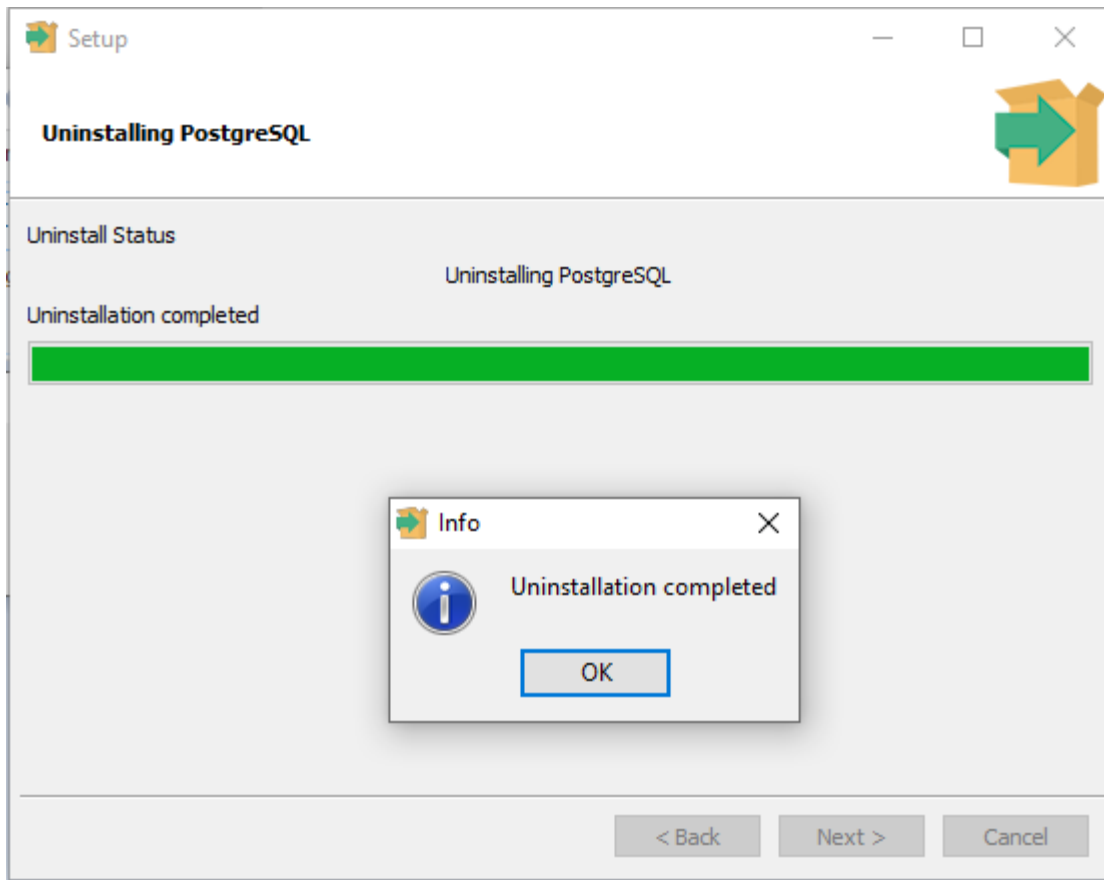 Setup
Uninstalling PostgreSQL
Uninstall Status
Uninstalling PostgreSQL
Uninstallation completed
Info
Uninstallation completed
OK
< Back Next > Cancel